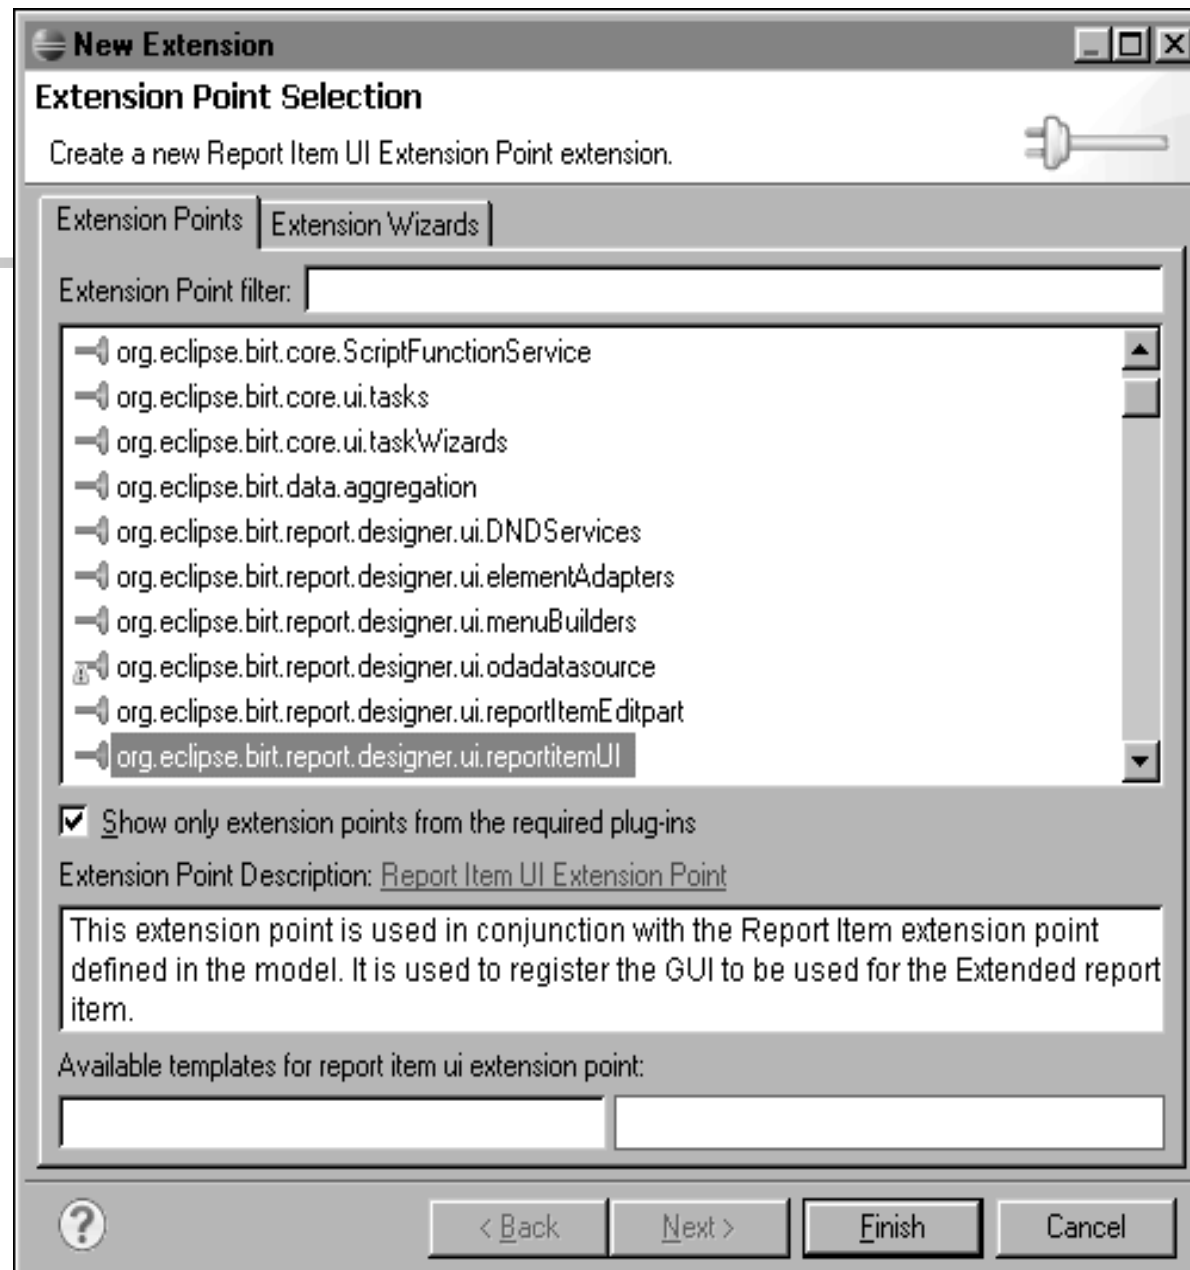 New Extension
Extension Point Selection
Create a new Report Item UI Extension Point extension.
Extension Points
Extension Wizards
Extension Point filter:
org.eclipse.birt.core.ScriptFunctionService
org.eclipse.birt.core.ui.tasks
org.eclipse.birt.core.ui.taskWizards
org.eclipse.birt.data.aggregation
org.eclipse.birt.report.designer.ui.DNDServices
org.eclipse.birt.report.designer.ui.elementAdapters
org.eclipse.birt.report.designer.ui.menuBuilders
org.eclipse.birt.report.designer.ui.odadatasource
org.eclipse.birt.report.designer.ui.reportItemEditpart
org.eclipse.birt.report.designer.ui.reportitemUI
Show only extension points from the required plug-ins
Extension Point Description: Report Item UI Extension Point
This extension point is used in conjunction with the Report Item extension point
defined in the model. It is used to register the GUI to be used for the Extended report
item.
Available templates for report item ui extension point:
?
< Back
Next >
Finish
Cancel